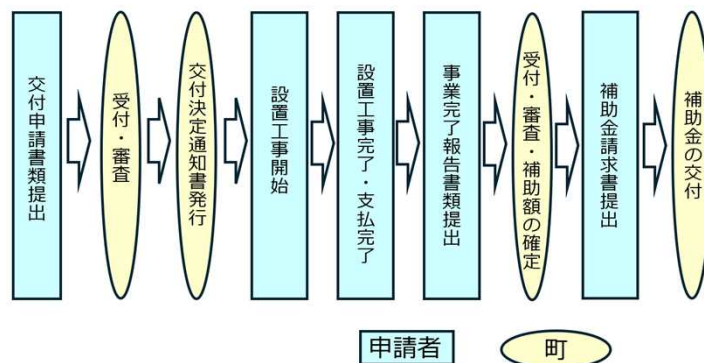 交付申請書類提出
受付・審査
交付決定通知書発行
設置工事開始
設置工事完了・支払完了
事業完了報告書類提出
受付・審査・補助額の確定
補助金請求書提出
補助金の交付
申請者
町